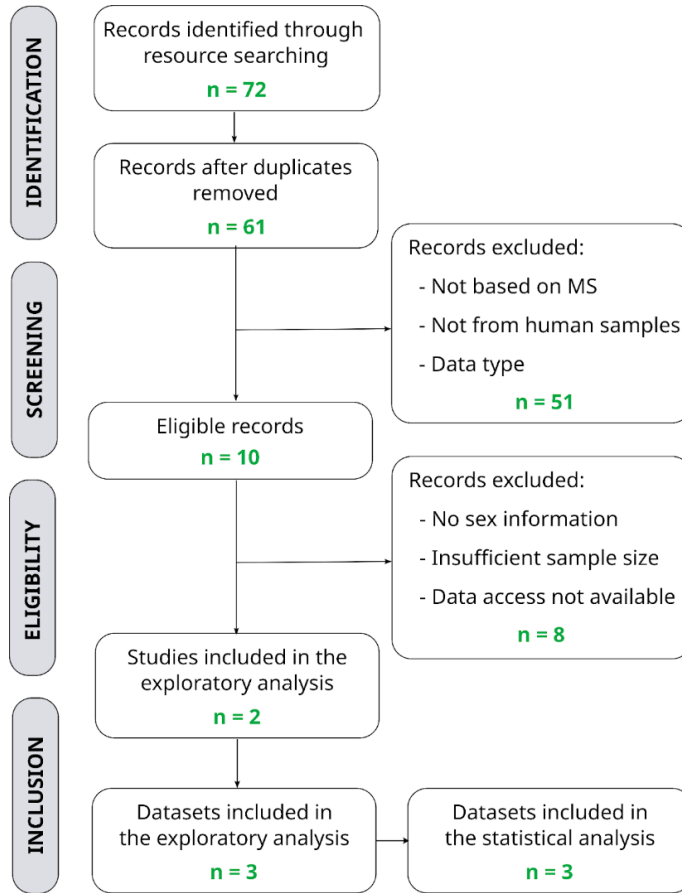 IDENTIFICATION
Records identified through
resource searching
n = 72
Records after duplicates
removed
n = 61
SCREENING
Records excluded:
- Not based on MS
- Not from human samples
- Data type
n = 51
Eligible records
n = 10
ELIGIBILITY
Records excluded:
- No sex information
- Insufficient sample size
- Data access not available
n = 8
Studies included in the
exploratory analysis
n = 2
INCLUSION
Datasets included in
the exploratory analysis
n = 3
Datasets included in
the statistical analysis
n = 3